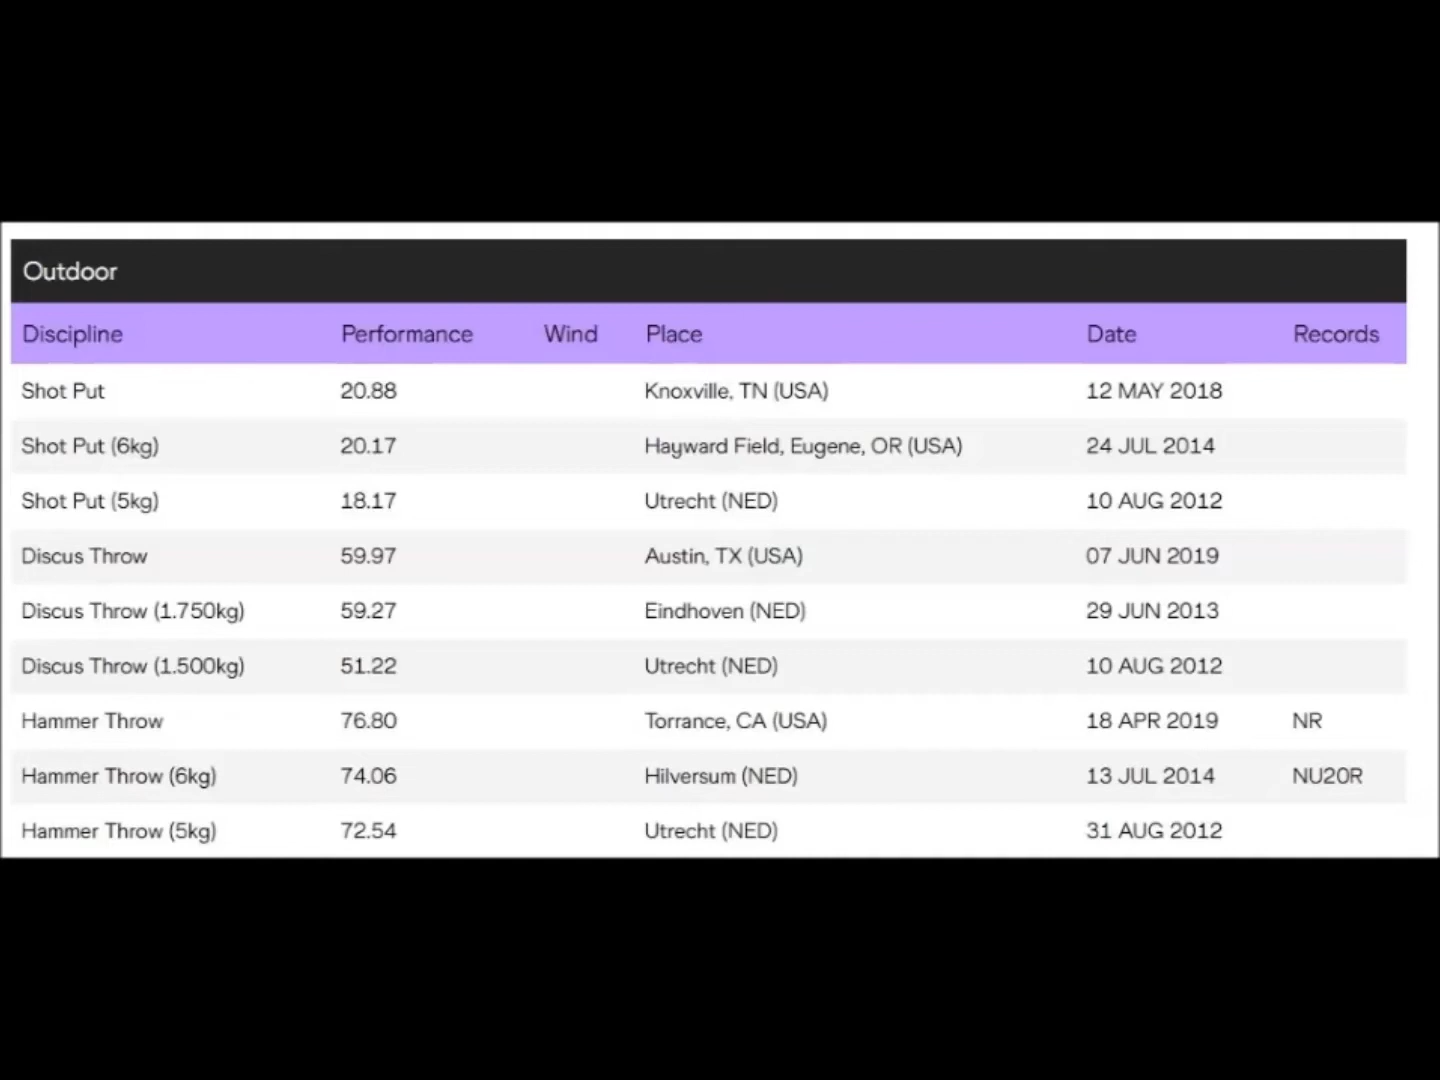 Outdoor
Discipline Performance Wind Place Date Records
Shot Put 20.88 Knoxville, TN (USA) 12 MAY 2018
Shot Put (6kg) 20.17 Hayward Field, Eugene, OR (USA) 24 JUL 2014
Shot Put (5kg) 18.17 Utrecht (NED) 10 AUG 2012
Discus Throw 59.97 Austin, TX (USA) 07 JUN 2019
Discus Throw (1.750kg) 59.27 Eindhoven (NED) 29 JUN 2013
Discus Throw (1.500kg) 51.22 Utrecht (NED) 10 AUG 2012
Hammer Throw 76.80 Torrance, CA (USA) 18 APR 2019 NR
Hammer Throw (6kg) 74.06 Hilversum (NED) 13 JUL 2014 NU20R
Hammer Throw (5kg) 72.54 Utrecht (NED) 31 AUG 2012